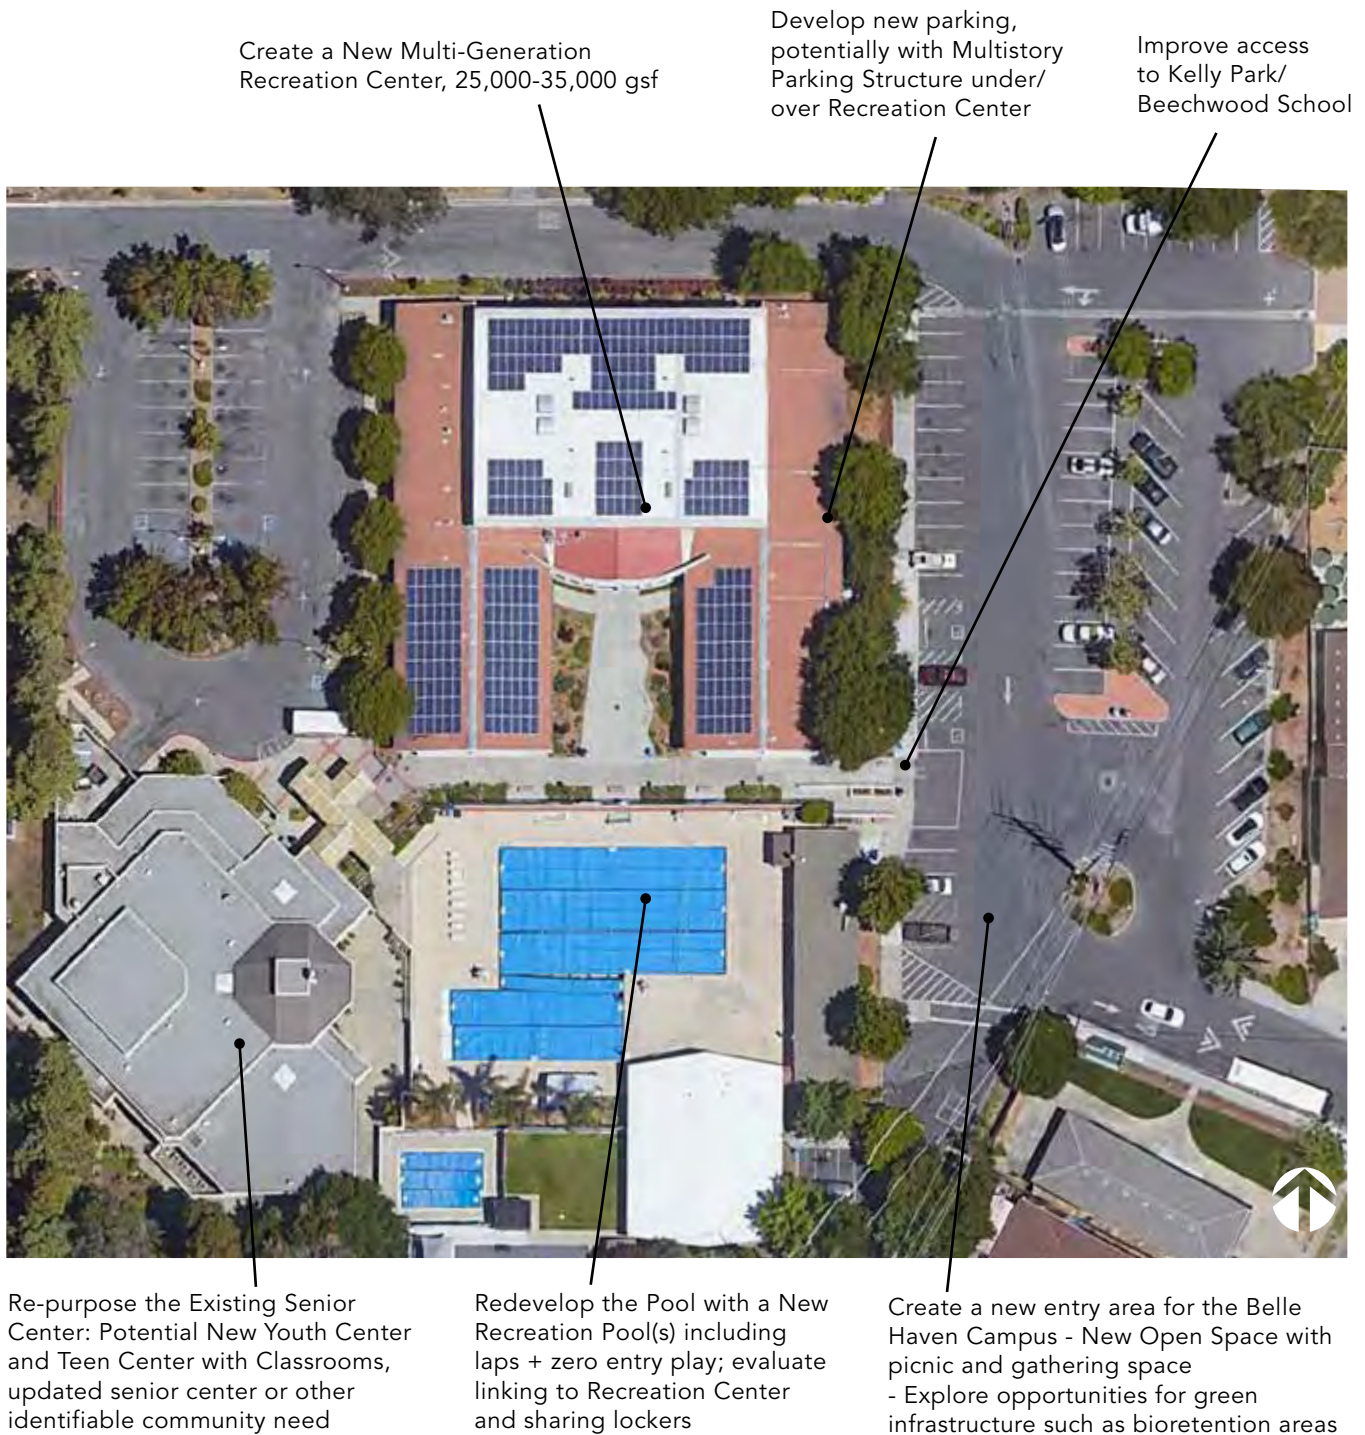 Create a New Multi-Generation
Recreation Center, 25,000-35,000 gsf
Develop new parking,
potentially with Multistory
Parking Structure under/
over Recreation Center
Improve access
to Kelly Park/
Beechwood School
Re-purpose the Existing Senior
Center: Potential New Youth Center
and Teen Center with Classrooms,
updated senior center or other
identifiable community need
Redevelop the Pool with a New
Recreation Pool(s) including
laps + zero entry play; evaluate
linking to Recreation Center
and sharing lockers
Create a new entry area for the Belle
Haven Campus - New Open Space with
picnic and gathering space
- Explore opportunities for green
infrastructure such as bioretention areas